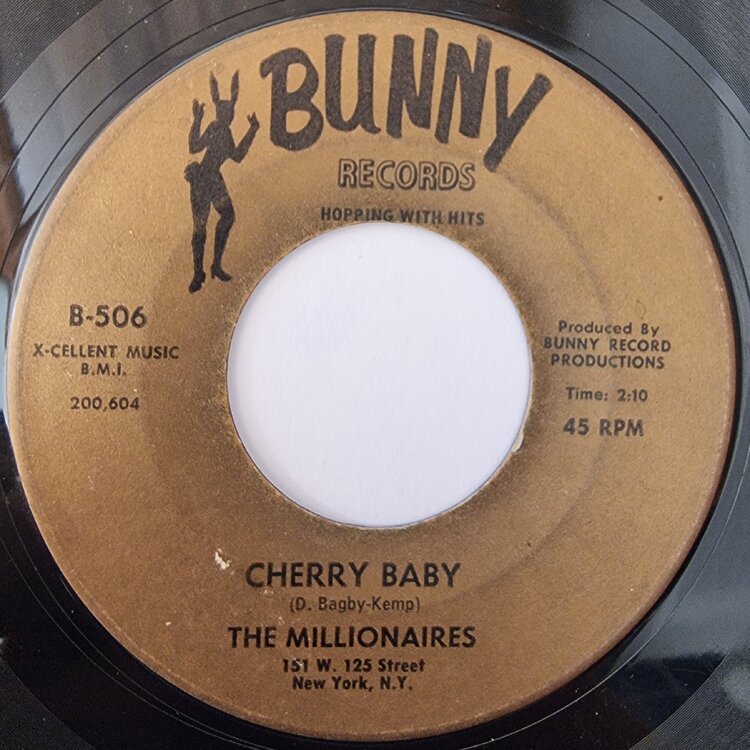 BUNNY
RECORDS
HOPPING WITH HITS
B-506
X-CELLENT MUSIC
B.M.I.
200,604
Produced By
BUNNY RECORD
PRODUCTIONS
Time: 2:10
45 RPM
CHERRY BABY
(D. Bagby-Kemp)
THE MILLIONAIRES
151 W. 125 Street
New York, N.Y.